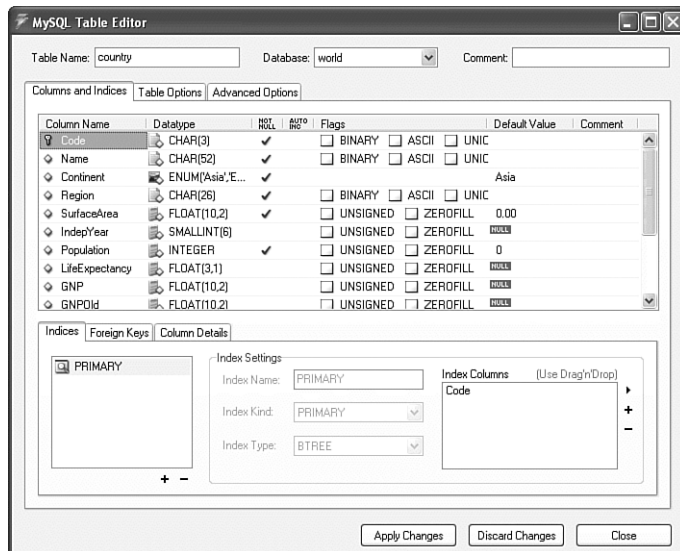 MySQL Table Editor
Table Name: country Database: world Comment:
Columns and Indices Table Options Advanced Options
Column Name Datatype NOT NULL AUTO INC Flags Default Value Comment
Code CHAR(3) BINARY ASCII UNIC
Name CHAR(52) BINARY ASCII UNIC
Continent ENUM('Asia','E... Asia
Region CHAR(26) BINARY ASCII UNIC
SurfaceArea FLOAT(10,2) UNSIGNED ZEROFILL 0.00
IndepYear SMALLINT(6) UNSIGNED ZEROFILL NULL
Population INTEGER UNSIGNED ZEROFILL 0
LifeExpectancy FLOAT(3,1) UNSIGNED ZEROFILL NULL
GNP FLOAT(10,2) UNSIGNED ZEROFILL NULL
GNPOld FLOAT(10,2) UNSIGNED ZEROFILL NULL
Indices Foreign Keys Column Details
PRIMARY
Index Settings
Index Name: PRIMARY
Index Kind: PRIMARY
Index Type: BTREE
Index Columns (Use Drag'n'Drop)
Code
Apply Changes Discard Changes Close